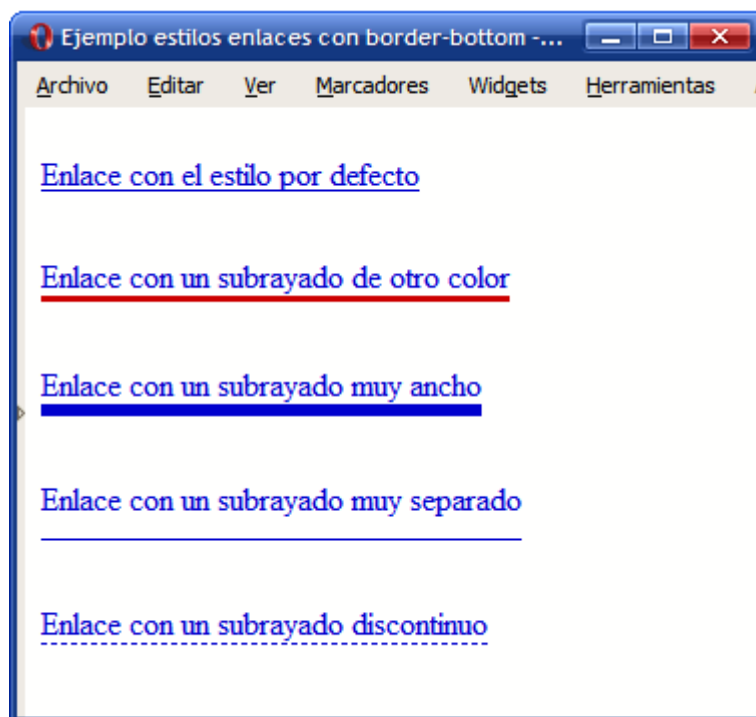 Ejemplo estilos enlaces con border-bottom -...
Archivo Editar Ver Marcadores Widgets Herramientas
Enlace con el estilo por defecto
Enlace con un subrayado de otro color
Enlace con un subrayado muy ancho
Enlace con un subrayado muy separado
Enlace con un subrayado discontinuo